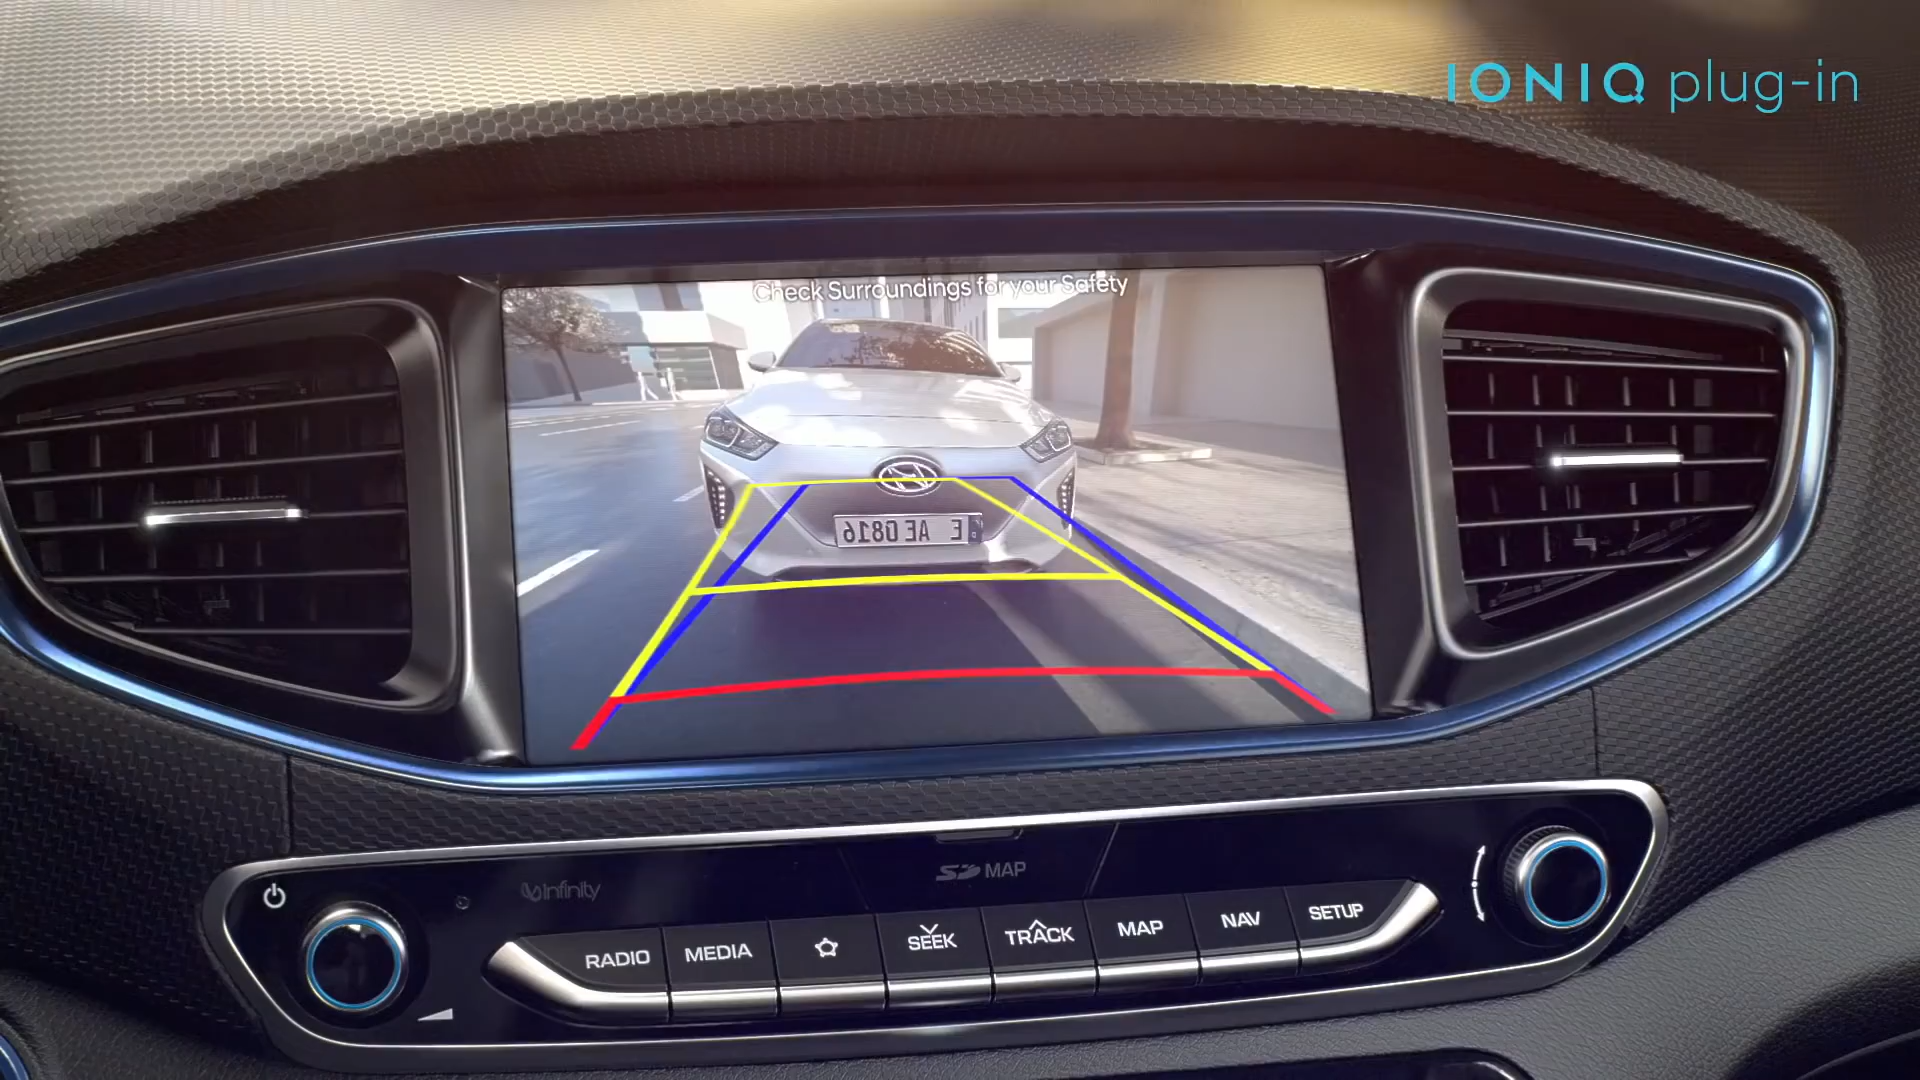 IONIQ plug-in
Check Surroundings for your Safety
E AE 0816
Infinity
SD MAP
RADIO MEDIA SEEK TRACK MAP NAV SETUP